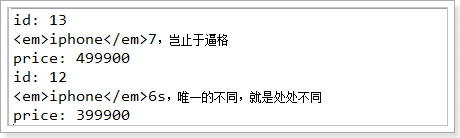 id: 13
<em>iphone</em>7，岂止于逼格
price: 499900
id: 12
<em>iphone</em>6s，唯一的不同，就是处处不同
price: 399900